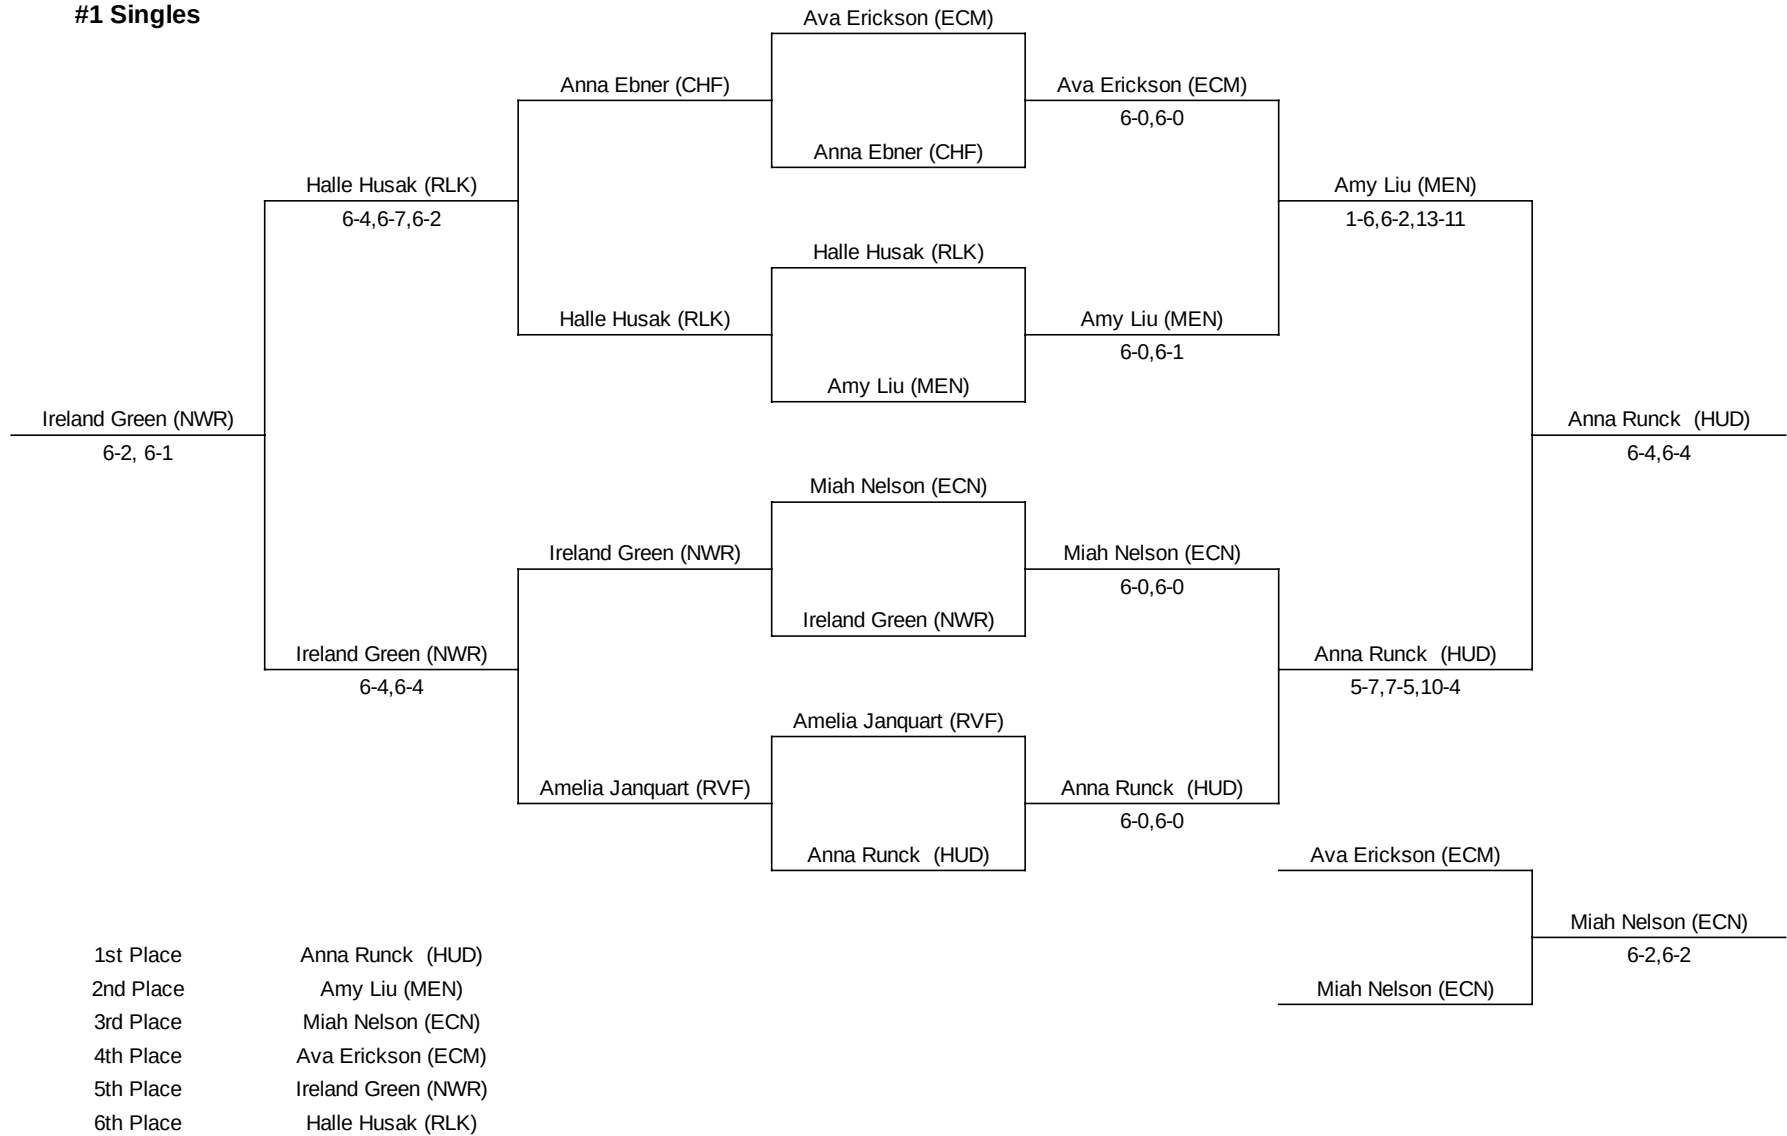 #1 Singles
Ava Erickson (ECM)
Anna Ebner (CHF)
Ava Erickson (ECM)
6-0,6-0
Anna Ebner (CHF)
Halle Husak (RLK)
Amy Liu (MEN)
6-4,6-7,6-2
1-6,6-2,13-11
Halle Husak (RLK)
Halle Husak (RLK)
Amy Liu (MEN)
6-0,6-1
Amy Liu (MEN)
Ireland Green (NWR)
Anna Runck  (HUD)
6-2, 6-1
6-4,6-4
Miah Nelson (ECN)
Ireland Green (NWR)
Miah Nelson (ECN)
6-0,6-0
Ireland Green (NWR)
Ireland Green (NWR)
Anna Runck  (HUD)
6-4,6-4
5-7,7-5,10-4
Amelia Janquart (RVF)
Amelia Janquart (RVF)
Anna Runck  (HUD)
6-0,6-0
Anna Runck  (HUD)
Ava Erickson (ECM)
Miah Nelson (ECN)
6-2,6-2
Miah Nelson (ECN)
1st Place Anna Runck  (HUD)
2nd Place Amy Liu (MEN)
3rd Place Miah Nelson (ECN)
4th Place Ava Erickson (ECM)
5th Place Ireland Green (NWR)
6th Place Halle Husak (RLK)